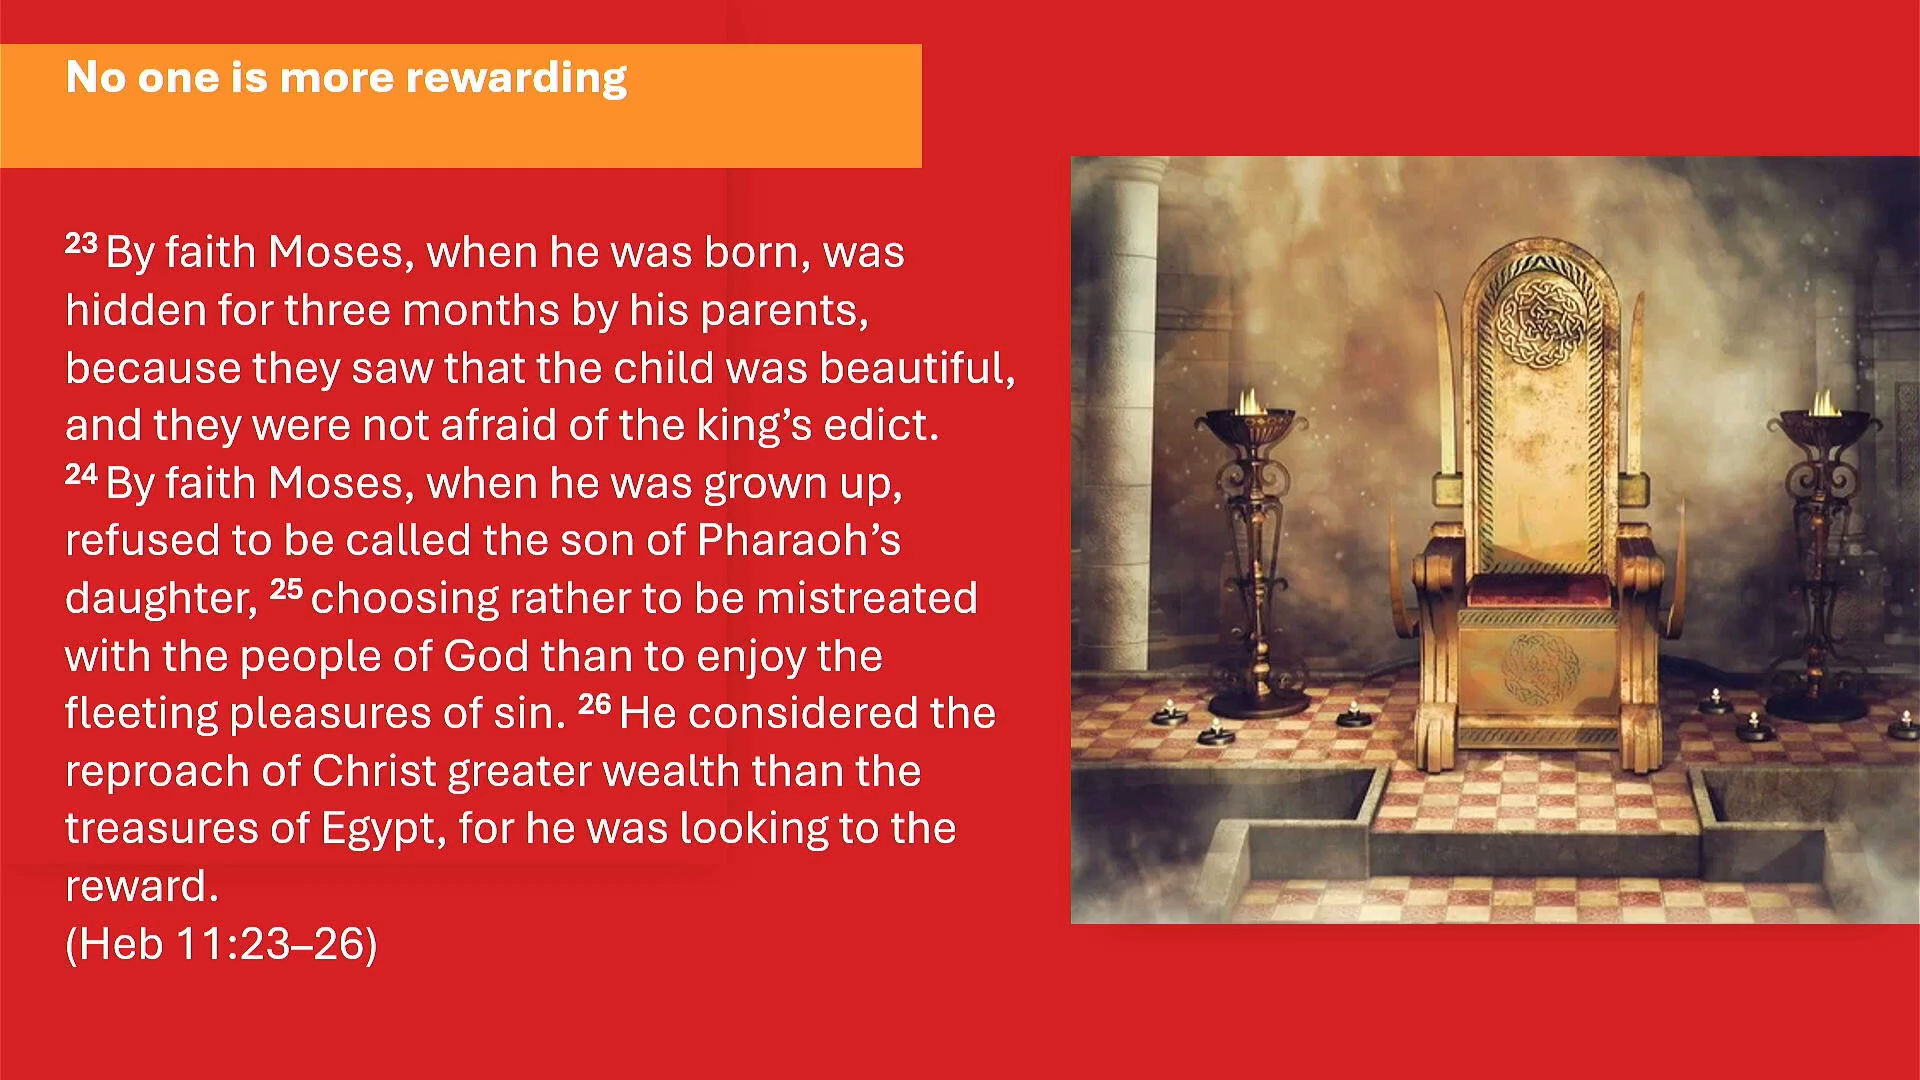 No one is more rewarding
23 By faith Moses, when he was born, was
hidden for three months by his parents,
because they saw that the child was beautiful,
and they were not afraid of the king’s edict.
24 By faith Moses, when he was grown up,
refused to be called the son of Pharaoh’s
daughter, 25 choosing rather to be mistreated
with the people of God than to enjoy the
fleeting pleasures of sin. 26 He considered the
reproach of Christ greater wealth than the
treasures of Egypt, for he was looking to the
reward.
(Heb 11:23–26)